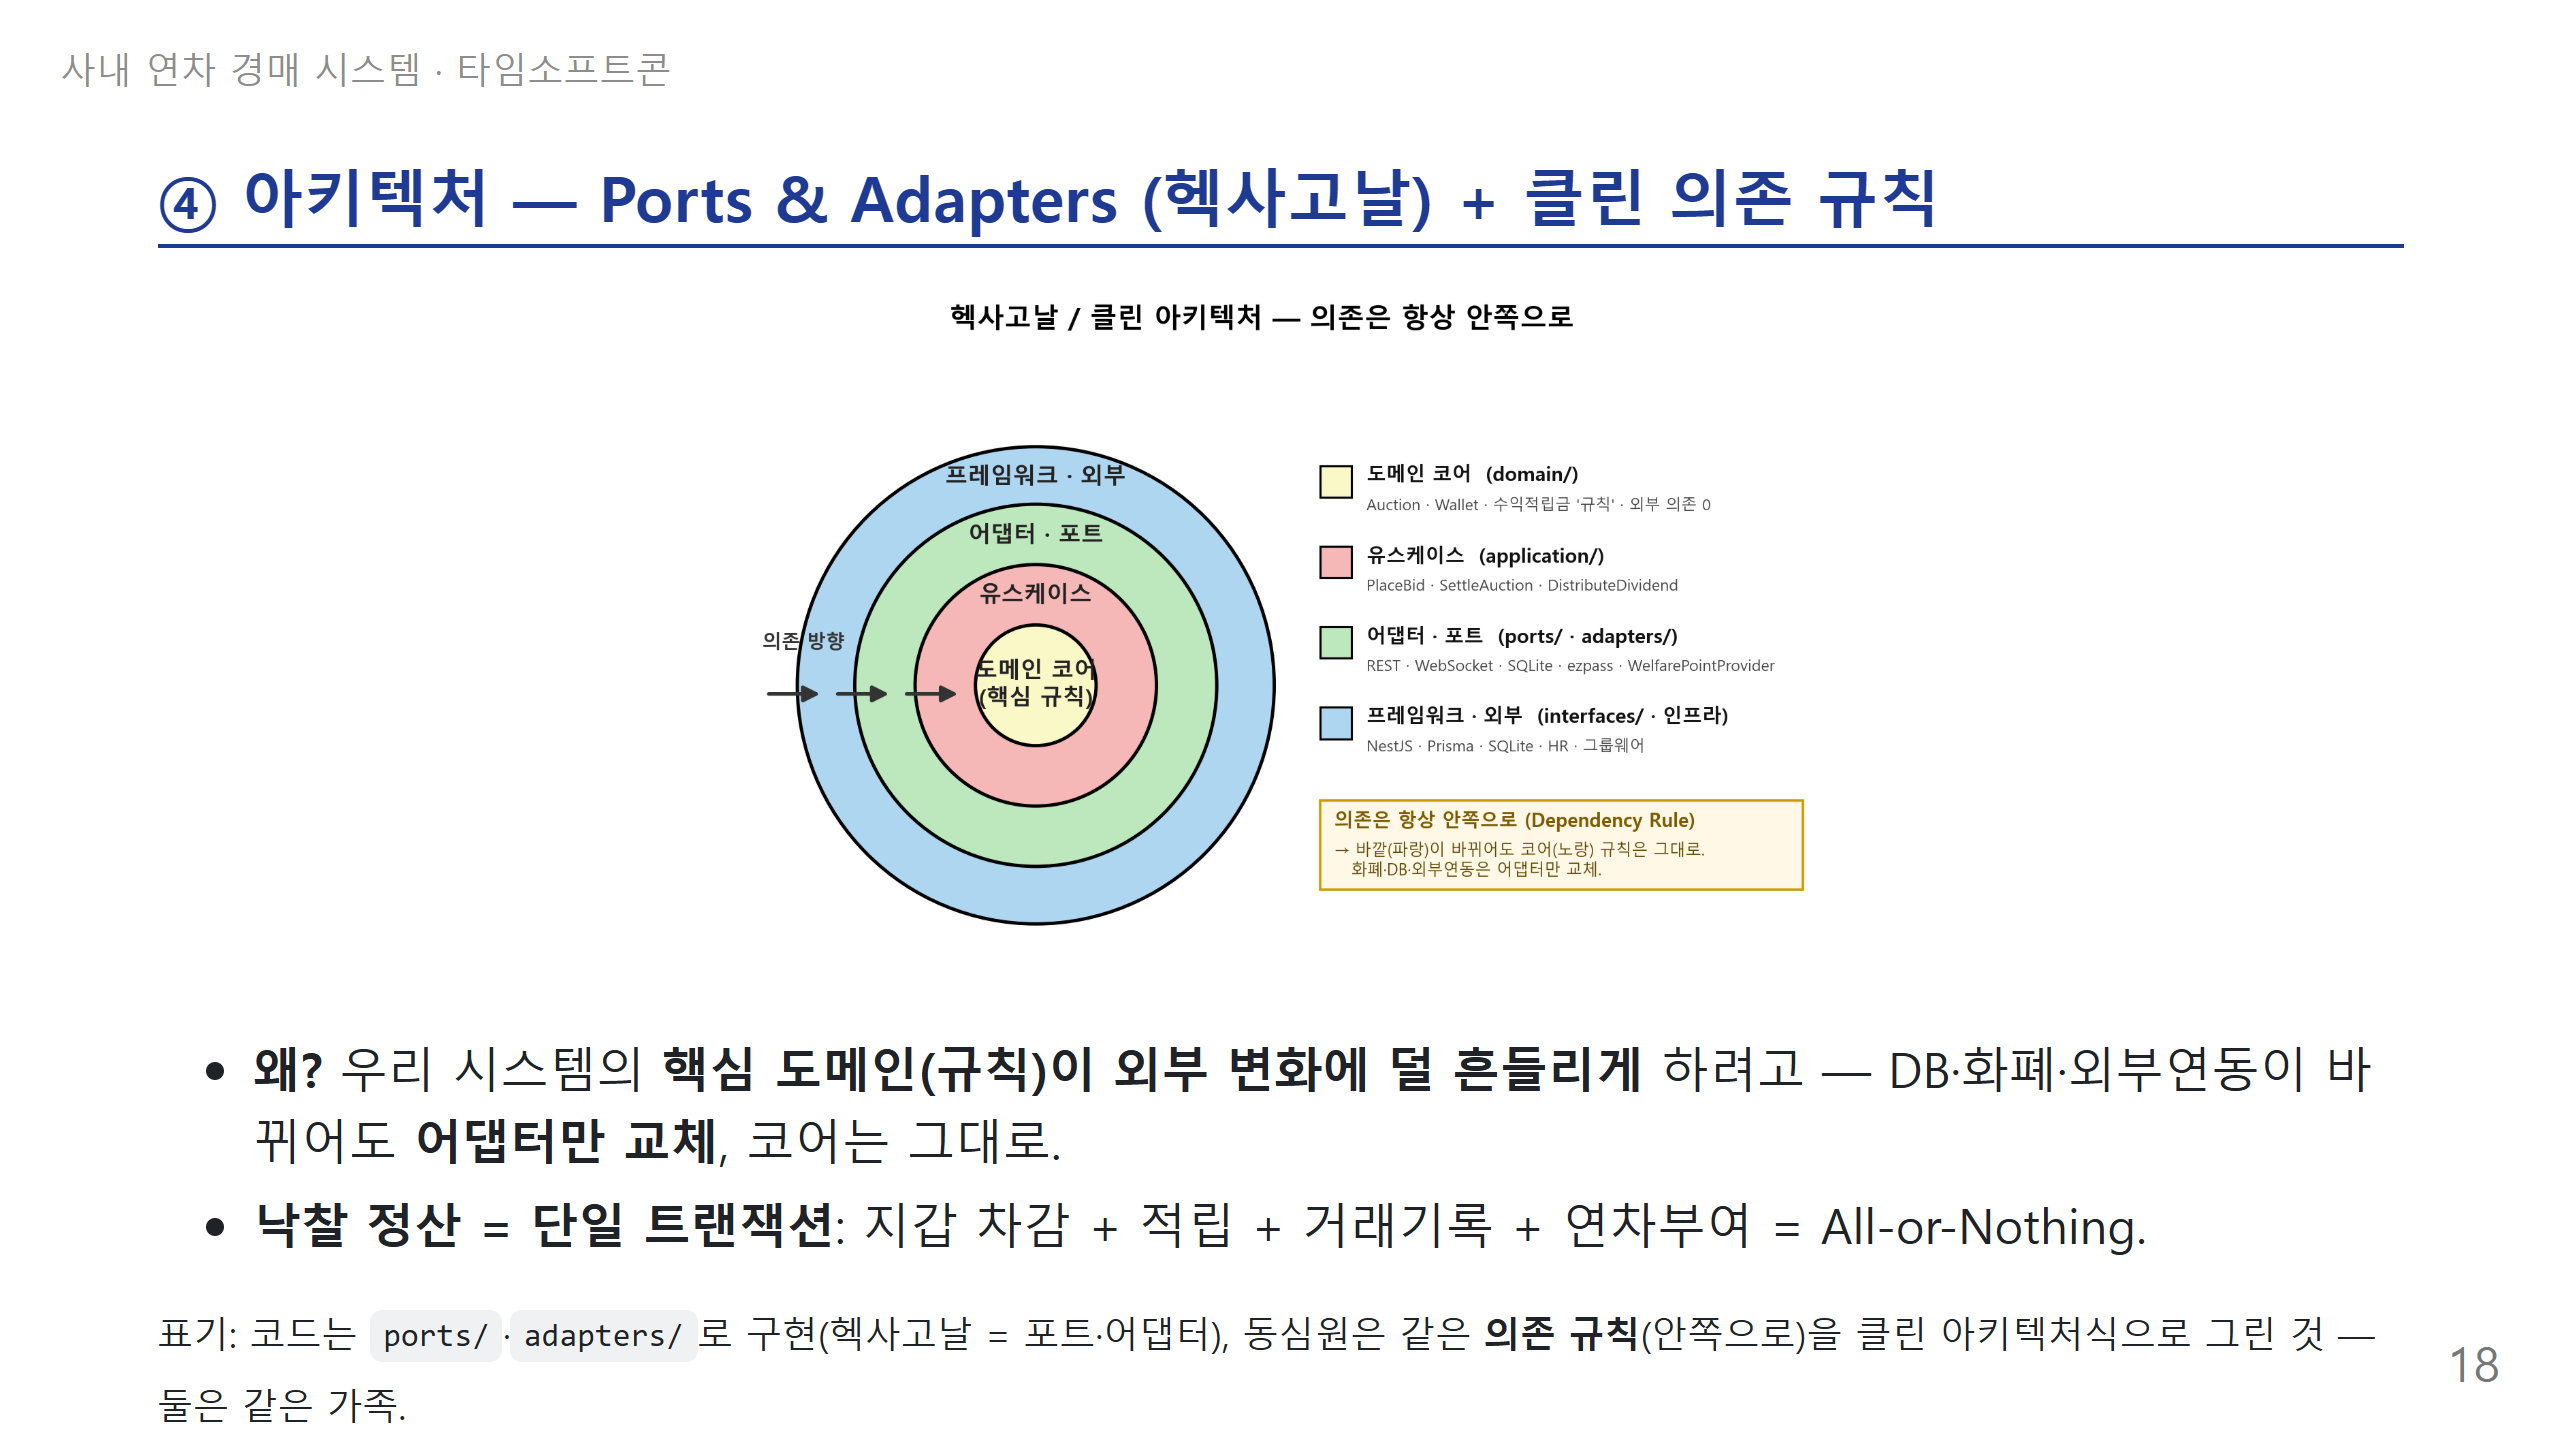 사내 연차 경매 시스템 · 타임소프트콘
④ 아키텍처 — Ports & Adapters (헥사고날) + 클린 의존 규칙
헥사고날 / 클린 아키텍처 — 의존은 항상 안쪽으로
프레임워크 · 외부
어댑터 · 포트
유스케이스
의존 방향
도메인 코어
(핵심 규칙)
도메인 코어 (domain/)
Auction · Wallet · 수익적립금 '규칙' · 외부 의존 0
유스케이스 (application/)
PlaceBid · SettleAuction · DistributeDividend
어댑터 · 포트 (ports/ · adapters/)
REST · WebSocket · SQLite · ezpass · WelfarePointProvider
프레임워크 · 외부 (interfaces/ · 인프라)
NestJS · Prisma · SQLite · HR · 그룹웨어
의존은 항상 안쪽으로 (Dependency Rule)
→ 바깥(파랑)이 바뀌어도 코어(노랑) 규칙은 그대로.
화폐·DB·외부연동은 어댑터만 교체.
• 왜? 우리 시스템의 핵심 도메인(규칙)이 외부 변화에 덜 흔들리게 하려고 — DB·화폐·외부연동이 바
뀌어도 어댑터만 교체, 코어는 그대로.
• 낙찰 정산 = 단일 트랜잭션: 지갑 차감 + 적립 + 거래기록 + 연차부여 = All-or-Nothing.
표기: 코드는 ports/ · adapters/ 로 구현(헥사고날 = 포트·어댑터), 동심원은 같은 의존 규칙(안쪽으로)을 클린 아키텍처식으로 그린 것 —
둘은 같은 가족.
18